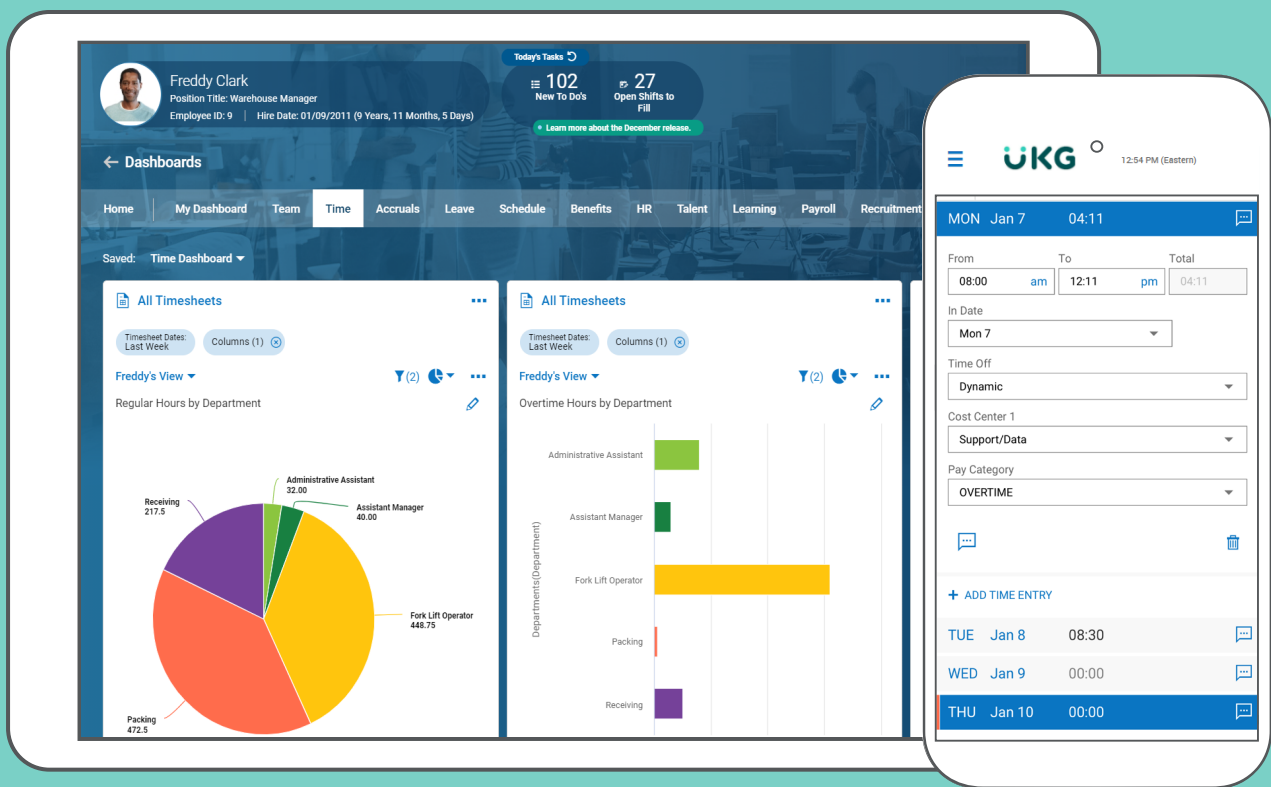 Freddy Clark
Position Title: Warehouse Manager
Employee ID: 9 | Hire Date: 01/09/2011 (9 Years, 11 Months, 5 Days)
Today's Tasks
102
New To Do's
27
Open Shifts to
Fill
Learn more about the December release.
Dashboards
Home My Dashboard Team Time Accruals Leave Schedule Benefits HR Talent Learning Payroll Recruitment
Saved: Time Dashboard
All Timesheets
Timesheet Dates:
Last Week
Columns (1)
Freddy's View
(2)
Regular Hours by Department
Administrative Assistant
32.00
Assistant Manager
40.00
Receiving
217.5
Fork Lift Operator
448.75
Packing
472.5
All Timesheets
Timesheet Dates:
Last Week
Columns (1)
Freddy's View
(2)
Overtime Hours by Department
Departments(Department)
Administrative Assistant
Assistant Manager
Fork Lift Operator
Packing
Receiving
UKG
12:54 PM (Eastern)
MON Jan 7 04:11
From To Total
08:00 am 12:11 pm 04:11
In Date
Mon 7
Time Off
Dynamic
Cost Center 1
Support/Data
Pay Category
OVERTIME
+ ADD TIME ENTRY
TUE Jan 8 08:30
WED Jan 9 00:00
THU Jan 10 00:00